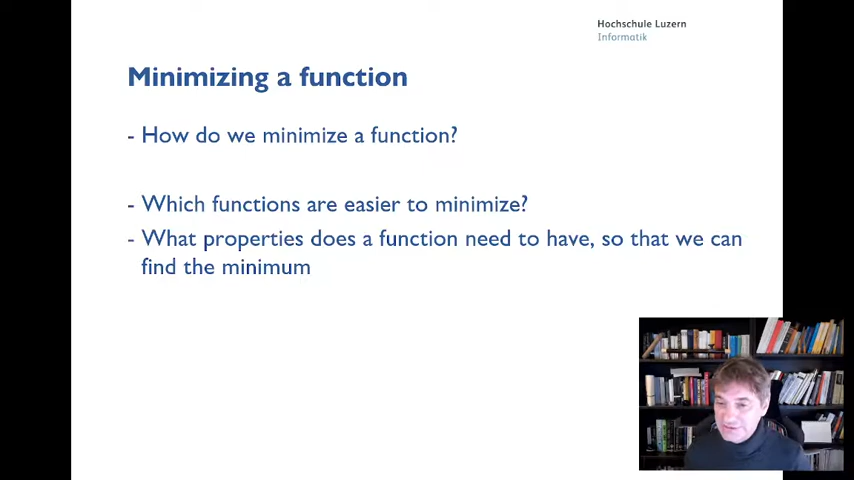 Hochschule Luzern
Informatik
Minimizing a function
- How do we minimize a function?
- Which functions are easier to minimize?
- What properties does a function need to have, so that we can
find the minimum